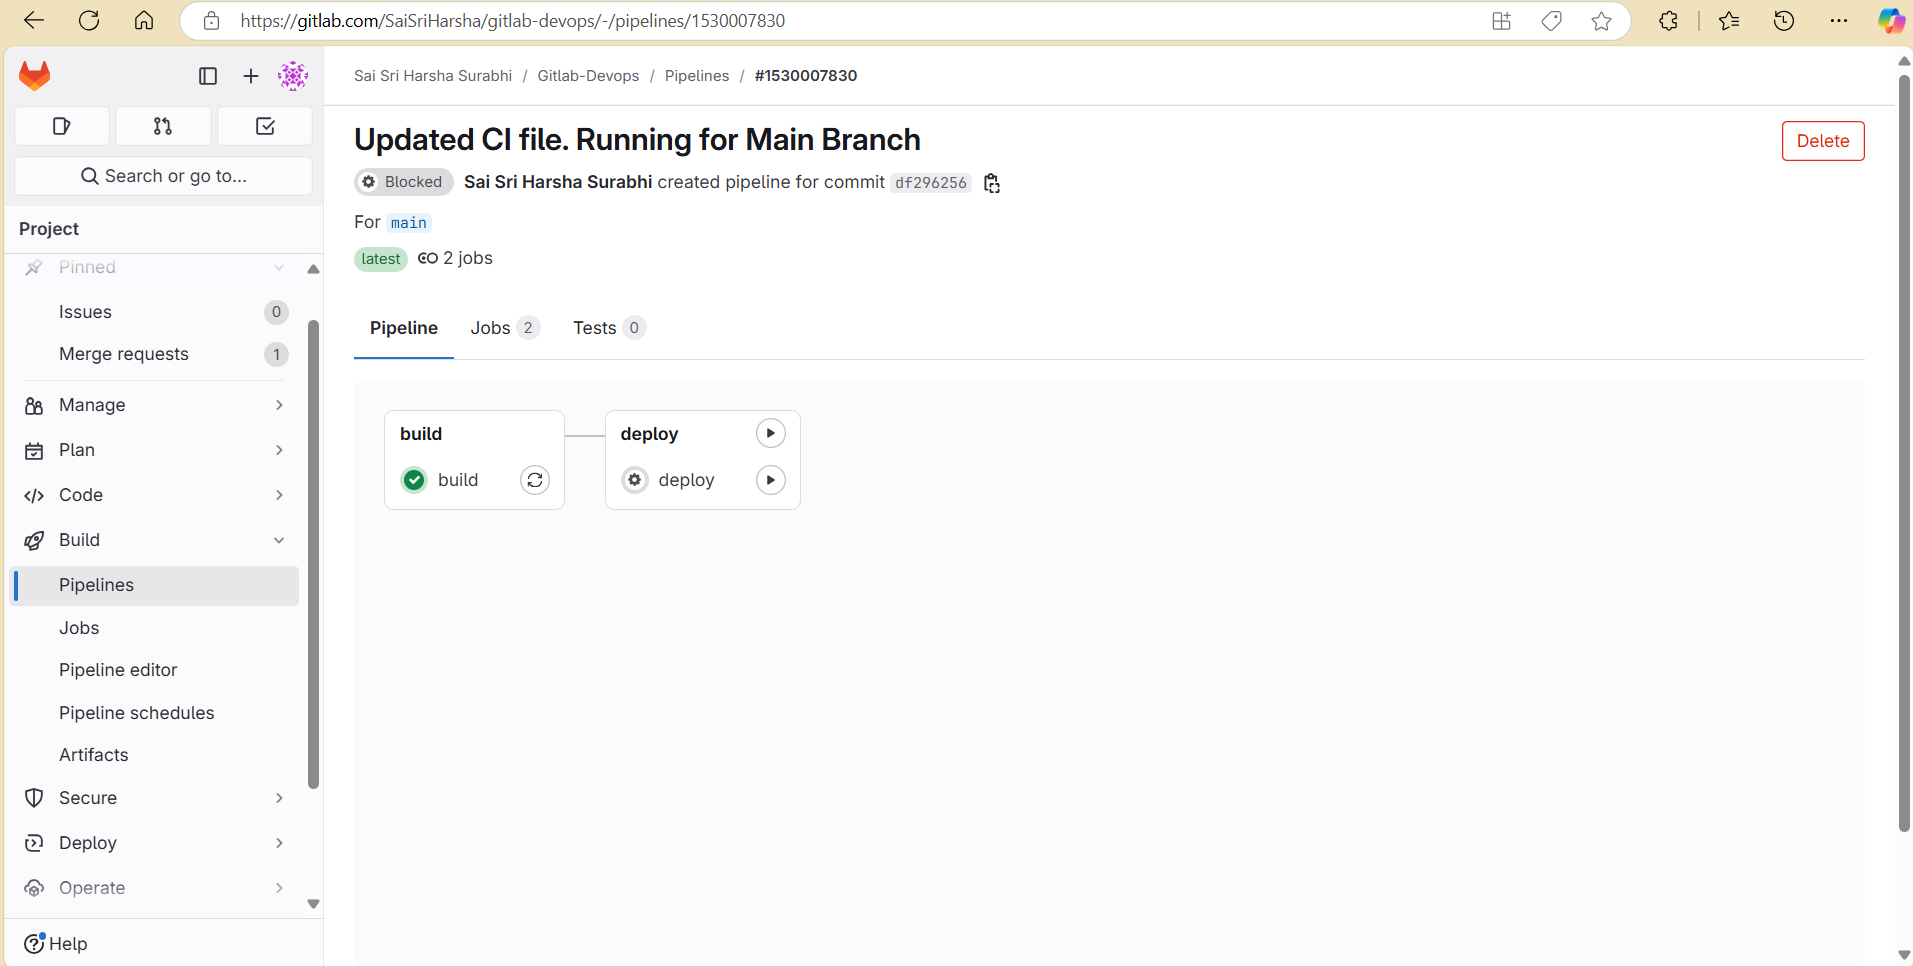 https://gitlab.com/SaiSriHarsha/gitlab-devops/-/pipelines/1530007830
Search or go to...
Project
Pinned
Issues 0
Merge requests 1
Manage
Plan
Code
Build
Pipelines
Jobs
Pipeline editor
Pipeline schedules
Artifacts
Secure
Deploy
Operate
Help
Sai Sri Harsha Surabhi / Gitlab-Devops / Pipelines / #1530007830
Updated CI file. Running for Main Branch
Delete
Blocked Sai Sri Harsha Surabhi created pipeline for commit df296256
For main
latest 2 jobs
Pipeline Jobs 2 Tests 0
build
build
deploy
deploy